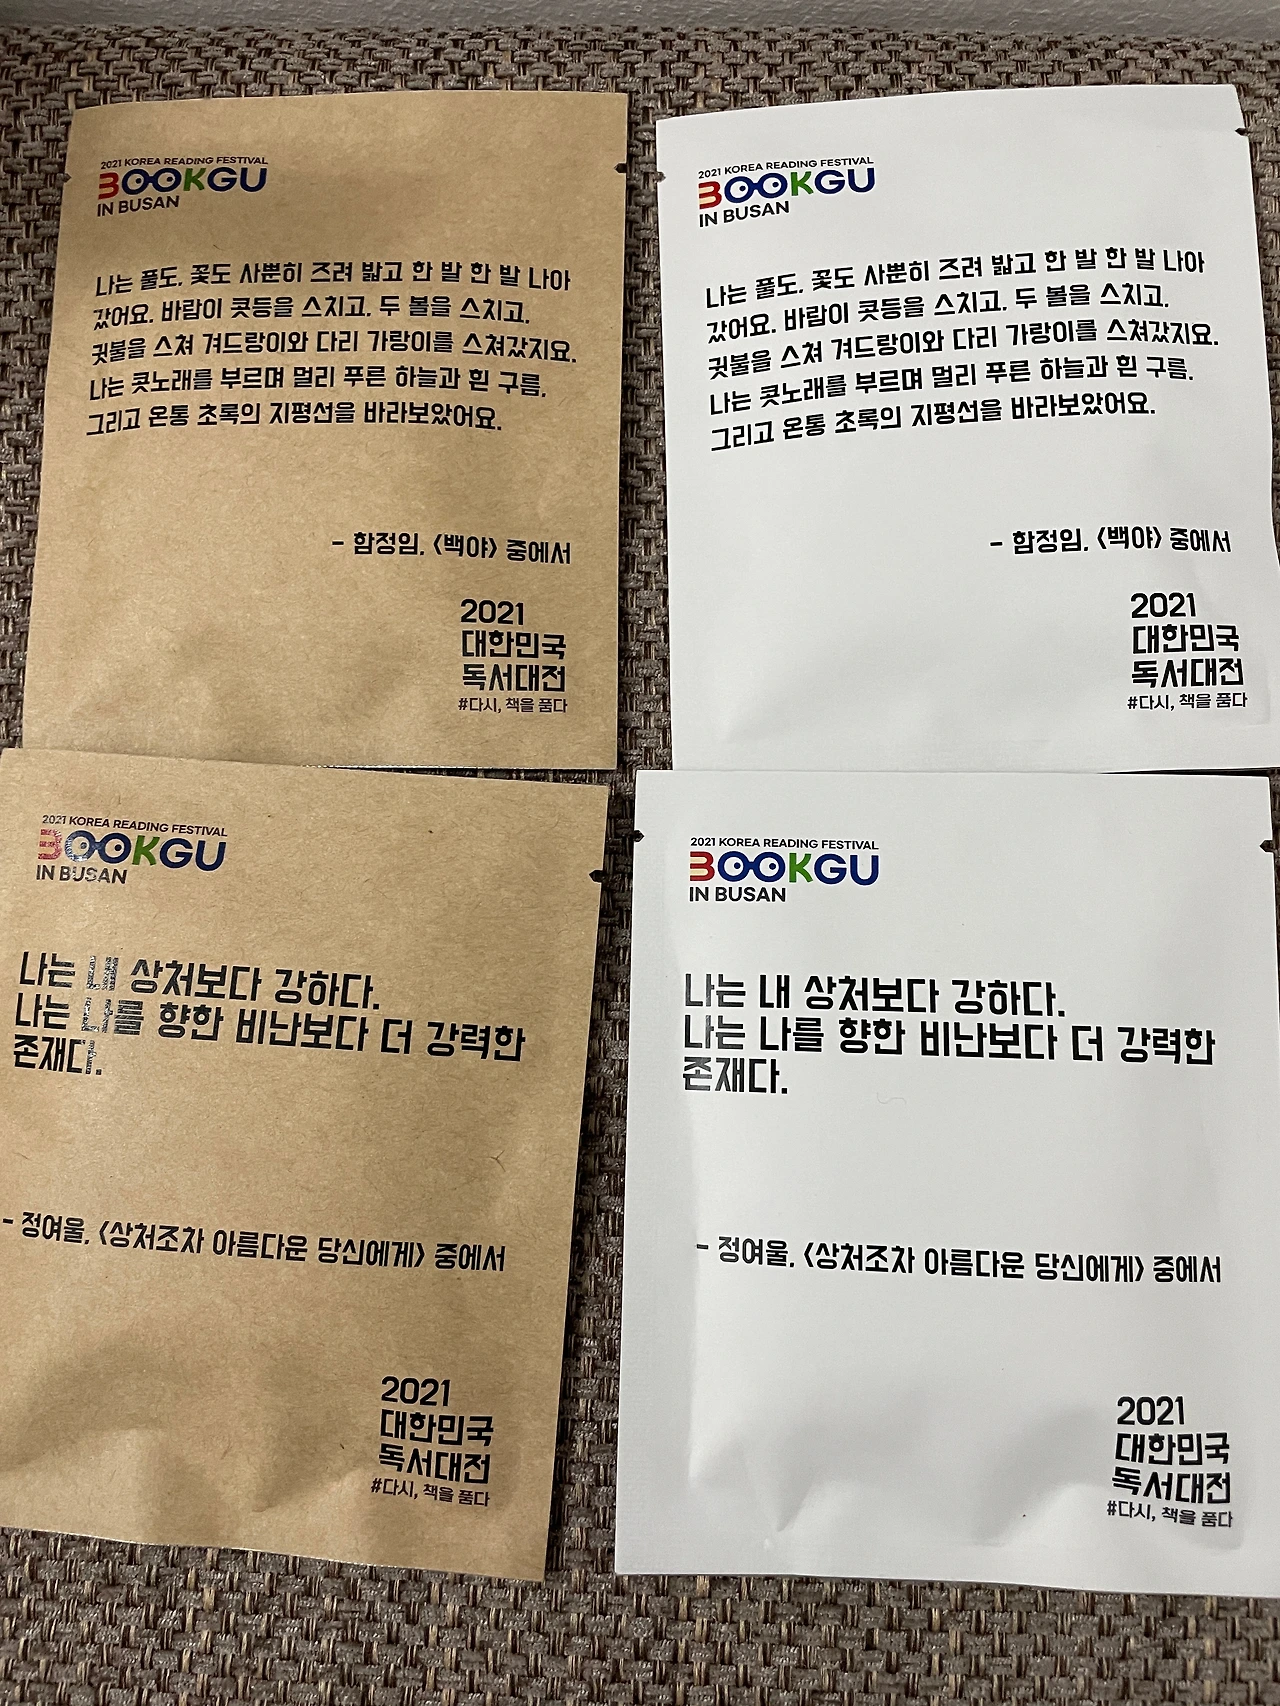 2021 KOREA READING FESTIVAL
BOOKGU
IN BUSAN
나는 풀도, 꽃도 사뿐히 즈려 밟고 한 발 한 발 나아
갔어요. 바람이 콧등을 스치고, 두 볼을 스치고,
귓불을 스쳐 겨드랑이와 다리 가랑이를 스쳐갔지요.
나는 콧노래를 부르며 멀리 푸른 하늘과 흰 구름,
그리고 온통 초록의 지평선을 바라보았어요.
- 함정임, <백야> 중에서
2021
대한민국
독서대전
#다시, 책을 품다
2021 KOREA READING FESTIVAL
BOOKGU
IN BUSAN
나는 풀도, 꽃도 사뿐히 즈려 밟고 한 발 한 발 나아
갔어요. 바람이 콧등을 스치고, 두 볼을 스치고,
귓불을 스쳐 겨드랑이와 다리 가랑이를 스쳐갔지요.
나는 콧노래를 부르며 멀리 푸른 하늘과 흰 구름,
그리고 온통 초록의 지평선을 바라보았어요.
- 함정임, <백야> 중에서
2021
대한민국
독서대전
#다시, 책을 품다
2021 KOREA READING FESTIVAL
BOOKGU
IN BUSAN
나는 내 상처보다 강하다.
나는 나를 향한 비난보다 더 강력한
존재다.
- 정여울, <상처조차 아름다운 당신에게> 중에서
2021
대한민국
독서대전
#다시, 책을 품다
2021 KOREA READING FESTIVAL
BOOKGU
IN BUSAN
나는 내 상처보다 강하다.
나는 나를 향한 비난보다 더 강력한
존재다.
- 정여울, <상처조차 아름다운 당신에게> 중에서
2021
대한민국
독서대전
#다시, 책을 품다